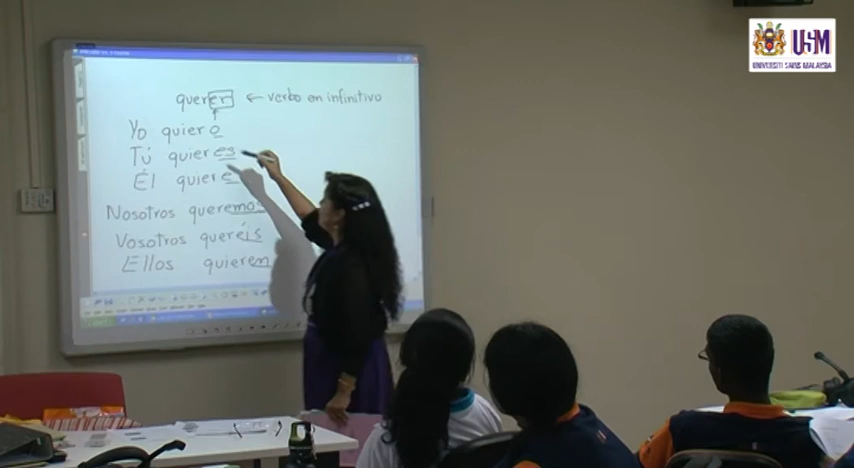 USM
UNIVERSITI SAINS MALAYSIA
querer ← verbo en infinitivo
Yo quiero
Tú quieres
Él quiere
Nosotros queremos
Vosotros queréis
Ellos quieren